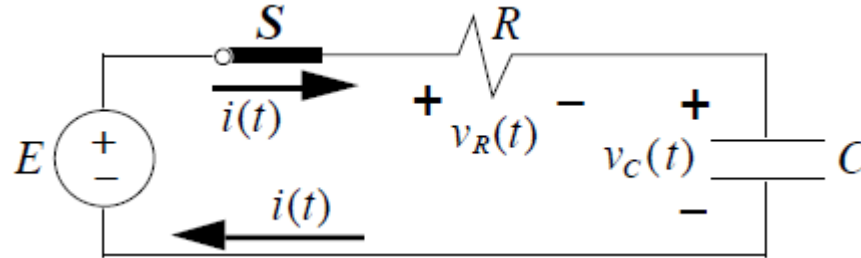 S
R
+
−
+
i(t)
v_R(t)
E
+
−
v_C(t)
C
−
i(t)